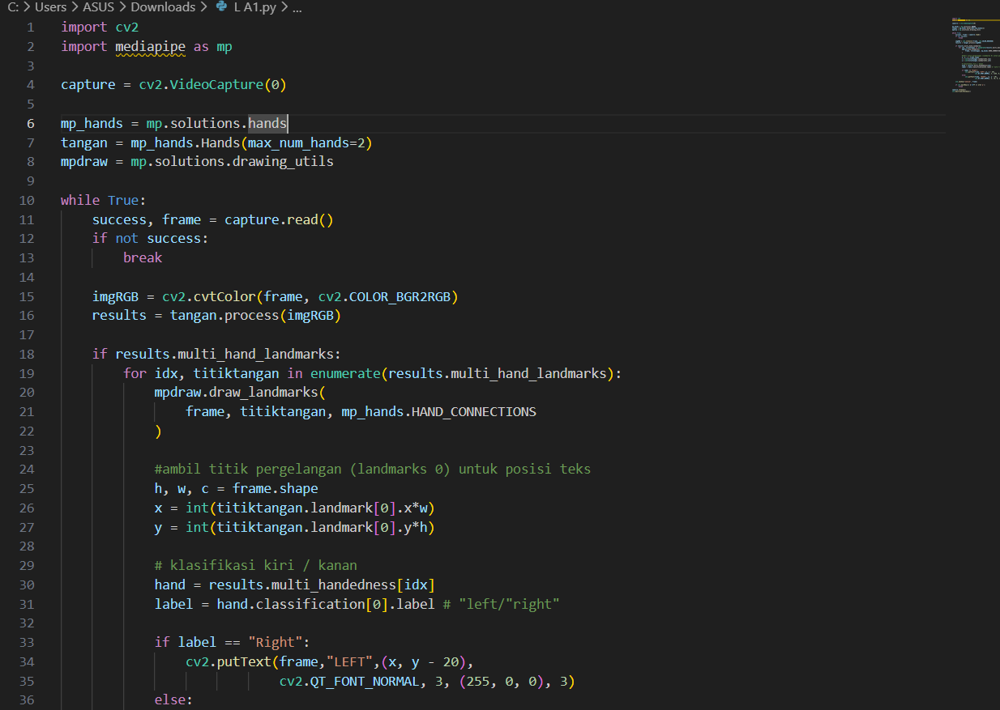 C: > Users > ASUS > Downloads > L A1.py > ...
1 import cv2
2 import mediapipe as mp
3
4 capture = cv2.VideoCapture(0)
5
6 mp_hands = mp.solutions.hands
7 tangan = mp_hands.Hands(max_num_hands=2)
8 mpdraw = mp.solutions.drawing_utils
9
10 while True:
11     success, frame = capture.read()
12     if not success:
13         break
14
15     imgRGB = cv2.cvtColor(frame, cv2.COLOR_BGR2RGB)
16     results = tangan.process(imgRGB)
17
18     if results.multi_hand_landmarks:
19         for idx, titiktangan in enumerate(results.multi_hand_landmarks):
20             mpdraw.draw_landmarks(
21                 frame, titiktangan, mp_hands.HAND_CONNECTIONS
22             )
23
24             #ambil titik pergelangan (landmarks 0) untuk posisi teks
25             h, w, c = frame.shape
26             x = int(titiktangan.landmark[0].x*w)
27             y = int(titiktangan.landmark[0].y*h)
28
29             # klasifikasi kiri / kanan
30             hand = results.multi_handedness[idx]
31             label = hand.classification[0].label # "left/"right"
32
33             if label == "Right":
34                 cv2.putText(frame,"LEFT",(x, y - 20),
35                             cv2.QT_FONT_NORMAL, 3, (255, 0, 0), 3)
36             else: